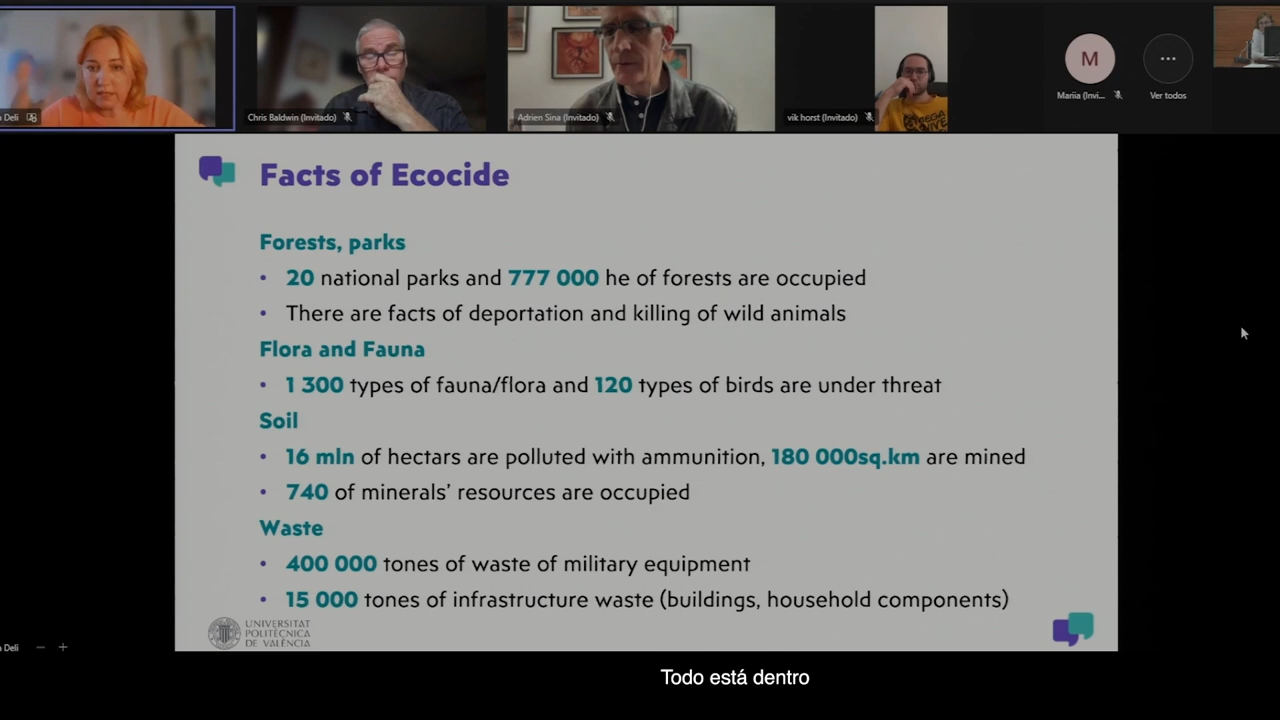 Deli
Chris Baldwin (Invitado)
Adrien Sina (Invitado)
vik horst (Invitado)
M
Mariia (Invi...
Ver todos
Facts of Ecocide
Forests, parks
• 20 national parks and 777 000 he of forests are occupied
• There are facts of deportation and killing of wild animals
Flora and Fauna
• 1 300 types of fauna/flora and 120 types of birds are under threat
Soil
• 16 mln of hectars are polluted with ammunition, 180 000sq.km are mined
• 740 of minerals’ resources are occupied
Waste
• 400 000 tones of waste of military equipment
• 15 000 tones of infrastructure waste (buildings, household components)
UNIVERSITAT
POLITÈCNICA
DE VALÈNCIA
Deli
Todo está dentro